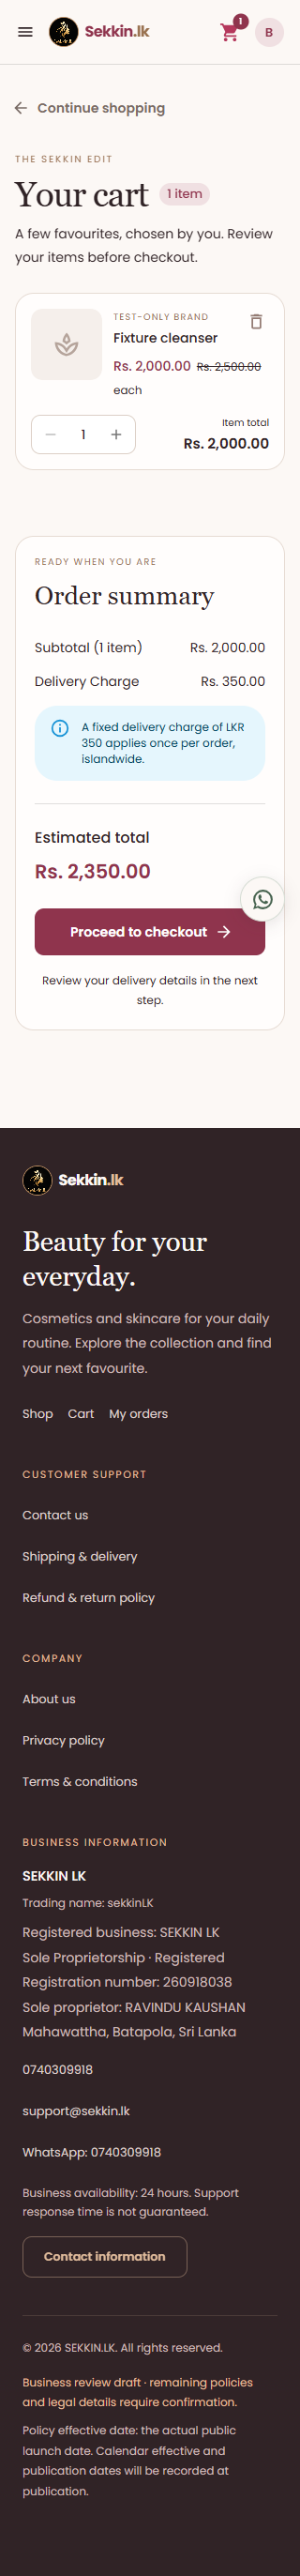 Sekkin.lk
1
B
Continue shopping
THE SEKKIN EDIT
Your cart 1 item
A few favourites, chosen by you. Review
your items before checkout.
TEST-ONLY BRAND
Fixture cleanser
Rs. 2,000.00 Rs. 2,500.00
each
1
Item total
Rs. 2,000.00
READY WHEN YOU ARE
Order summary
Subtotal (1 item) Rs. 2,000.00
Delivery Charge Rs. 350.00
A fixed delivery charge of LKR
350 applies once per order,
islandwide.
Estimated total
Rs. 2,350.00
Proceed to checkout
Review your delivery details in the next
step.
Sekkin.lk
Beauty for your
everyday.
Cosmetics and skincare for your daily
routine. Explore the collection and find
your next favourite.
Shop Cart My orders
CUSTOMER SUPPORT
Contact us
Shipping & delivery
Refund & return policy
COMPANY
About us
Privacy policy
Terms & conditions
BUSINESS INFORMATION
SEKKIN LK
Trading name: sekkinLK
Registered business: SEKKIN LK
Sole Proprietorship · Registered
Registration number: 260918038
Sole proprietor: RAVINDU KAUSHAN
Mahawattha, Batapola, Sri Lanka
0740309918
support@sekkin.lk
WhatsApp: 0740309918
Business availability: 24 hours. Support
response time is not guaranteed.
Contact information
© 2026 SEKKIN.LK. All rights reserved.
Business review draft · remaining policies
and legal details require confirmation.
Policy effective date: the actual public
launch date. Calendar effective and
publication dates will be recorded at
publication.